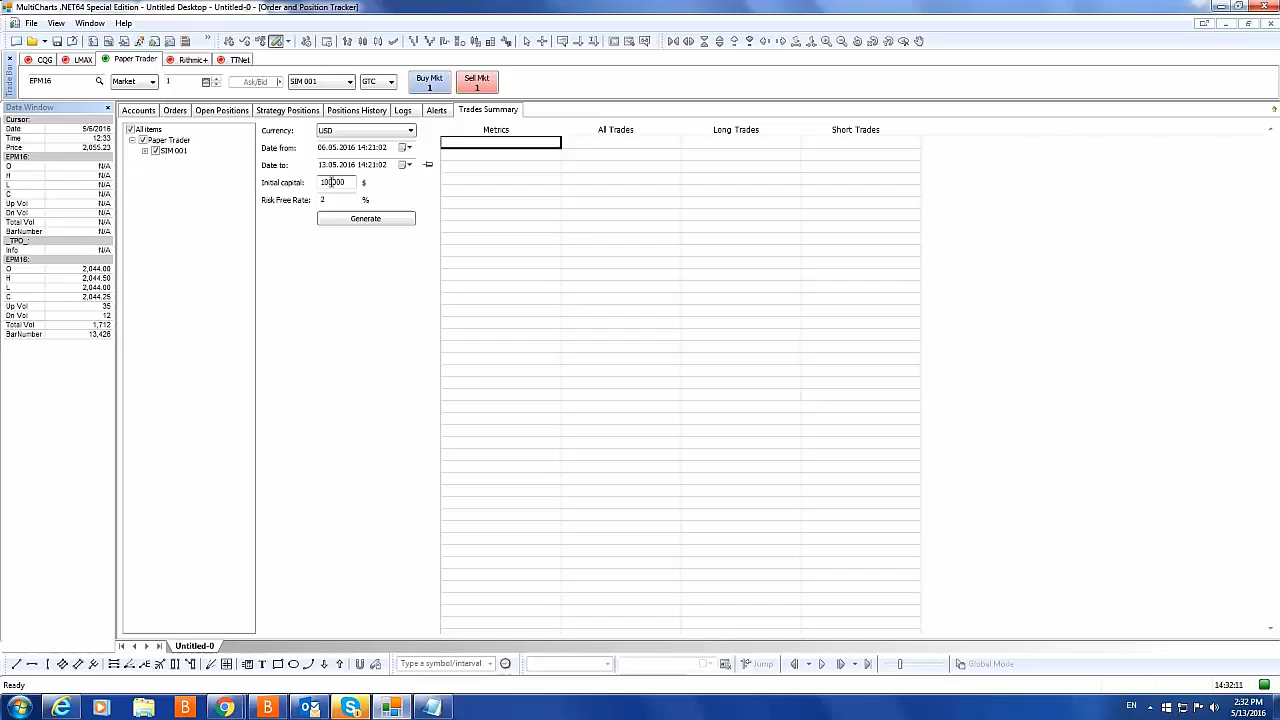 MultiCharts .NET64 Special Edition - Untitled Desktop - Untitled-0 - [Order and Position Tracker]
File View Window Help
CQG LMAX Paper Trader Rithmic+ TTNet
Trade Bar
EPM16 Market 1 Ask/Bid SIM 001 GTC Buy Mkt 1 Sell Mkt 1
Data Window
Accounts Orders Open Positions Strategy Positions Positions History Logs Alerts Trades Summary
Cursor:
Date 5/6/2016
Time 12:33
Price 2,055.23
EPM16:
O N/A
H N/A
L N/A
C N/A
Up Vol N/A
Dn Vol N/A
Total Vol N/A
BarNumber N/A
_TPO_:
Info N/A
EPM16:
O 2,044.00
H 2,044.50
L 2,044.00
C 2,044.25
Up Vol 35
Dn Vol 12
Total Vol 1,712
BarNumber 13,426
All items
Paper Trader
SIM 001
Currency: USD
Date from: 06.05.2016 14:21:02
Date to: 13.05.2016 14:21:02
Initial capital: 100000 $
Risk Free Rate: 2 %
Generate
Metrics All Trades Long Trades Short Trades
Untitled-0
Type a symbol/interval Jump Global Mode
Ready 14:32:11
EN 2:32 PM
5/13/2016